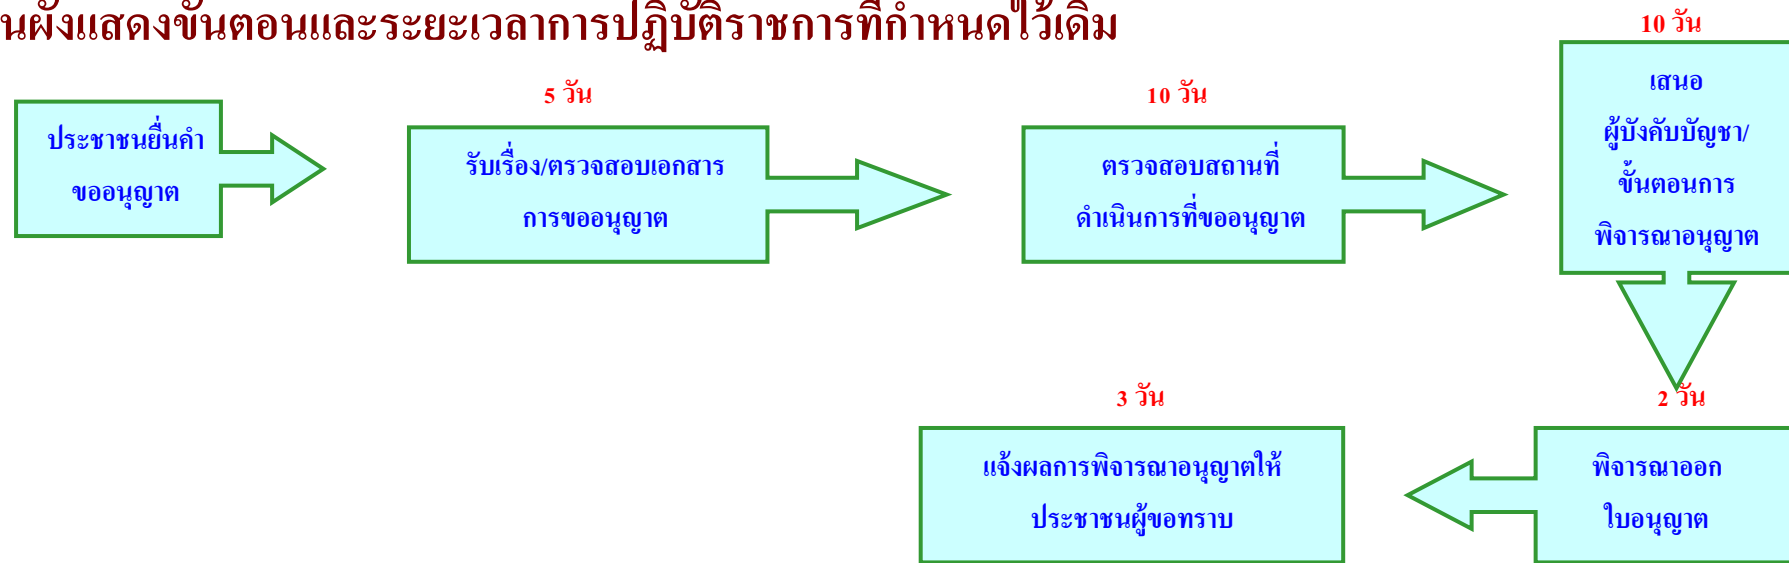 นผังแสดงขั้นตอนและระยะเวลาการปฏิบัติราชการที่กำหนดไว้เดิม
ประชาชนยื่นคำ
ขออนุญาต
5 วัน
รับเรื่อง/ตรวจสอบเอกสาร
การขออนุญาต
10 วัน
ตรวจสอบสถานที่
ดำเนินการที่ขออนุญาต
10 วัน
เสนอ
ผู้บังคับบัญชา/
ขั้นตอนการ
พิจารณาอนุญาต
2 วัน
พิจารณาออก
ใบอนุญาต
3 วัน
แจ้งผลการพิจารณาอนุญาตให้
ประชาชนผู้ขอทราบ